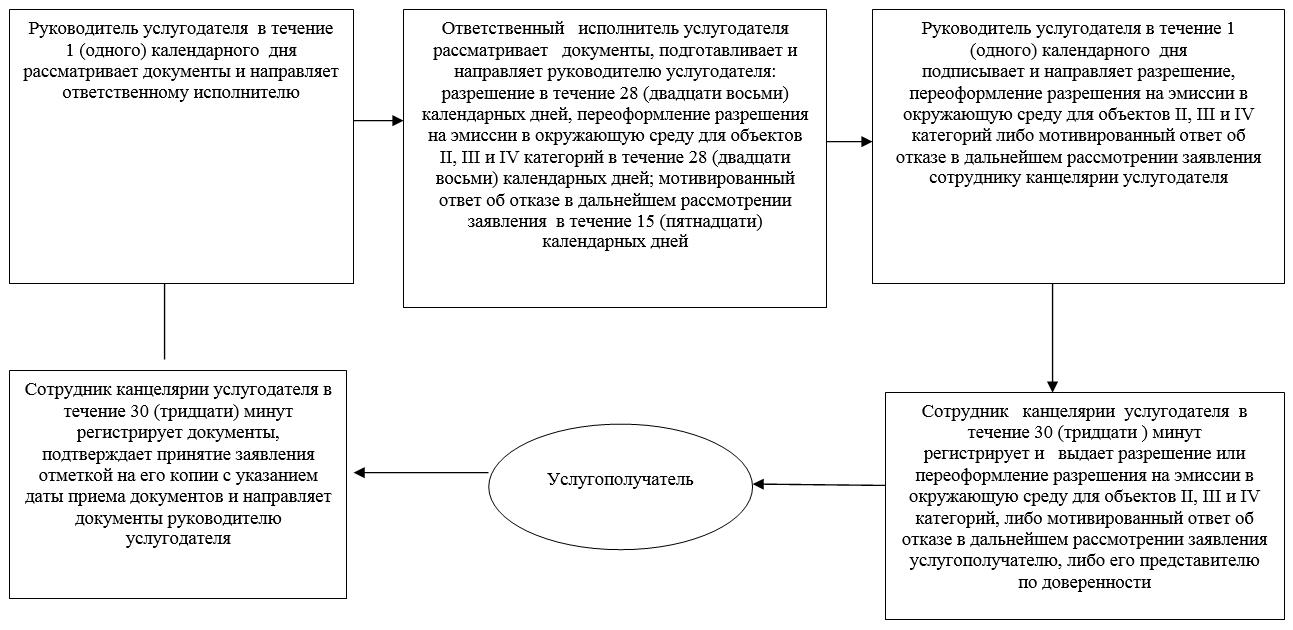 Руководитель услугодателя в течение
1 (одного) календарного дня
рассматривает документы и направляет
ответственному исполнителю
Ответственный исполнитель услугодателя
рассматривает документы, подготавливает и
направляет руководителю услугодателя:
разрешение в течение 28 (двадцати восьми)
календарных дней, переоформление разрешения
на эмиссии в окружающую среду для объектов
II, III и IV категорий в течение 28 (двадцати
восьми) календарных дней; мотивированный
ответ об отказе в дальнейшем рассмотрении
заявления в течение 15 (пятнадцати)
календарных дней
Руководитель услугодателя в течение 1
(одного) календарного дня
подписывает и направляет разрешение,
переоформление разрешения на эмиссии в
окружающую среду для объектов II, III и IV
категорий либо мотивированный ответ об
отказе в дальнейшем рассмотрении заявления
сотруднику канцелярии услугодателя
Сотрудник канцелярии услугодателя в
течение 30 (тридцати) минут
регистрирует документы,
подтверждает принятие заявления
отметкой на его копии с указанием
даты приема документов и направляет
документы руководителю
услугодателя
Услугополучатель
Сотрудник канцелярии услугодателя в
течение 30 (тридцати ) минут
регистрирует и выдает разрешение или
переоформление разрешения на эмиссии в
окружающую среду для объектов II, III и IV
категорий, либо мотивированный ответ об
отказе в дальнейшем рассмотрении заявления
услугополучателю, либо его представителю
по доверенности